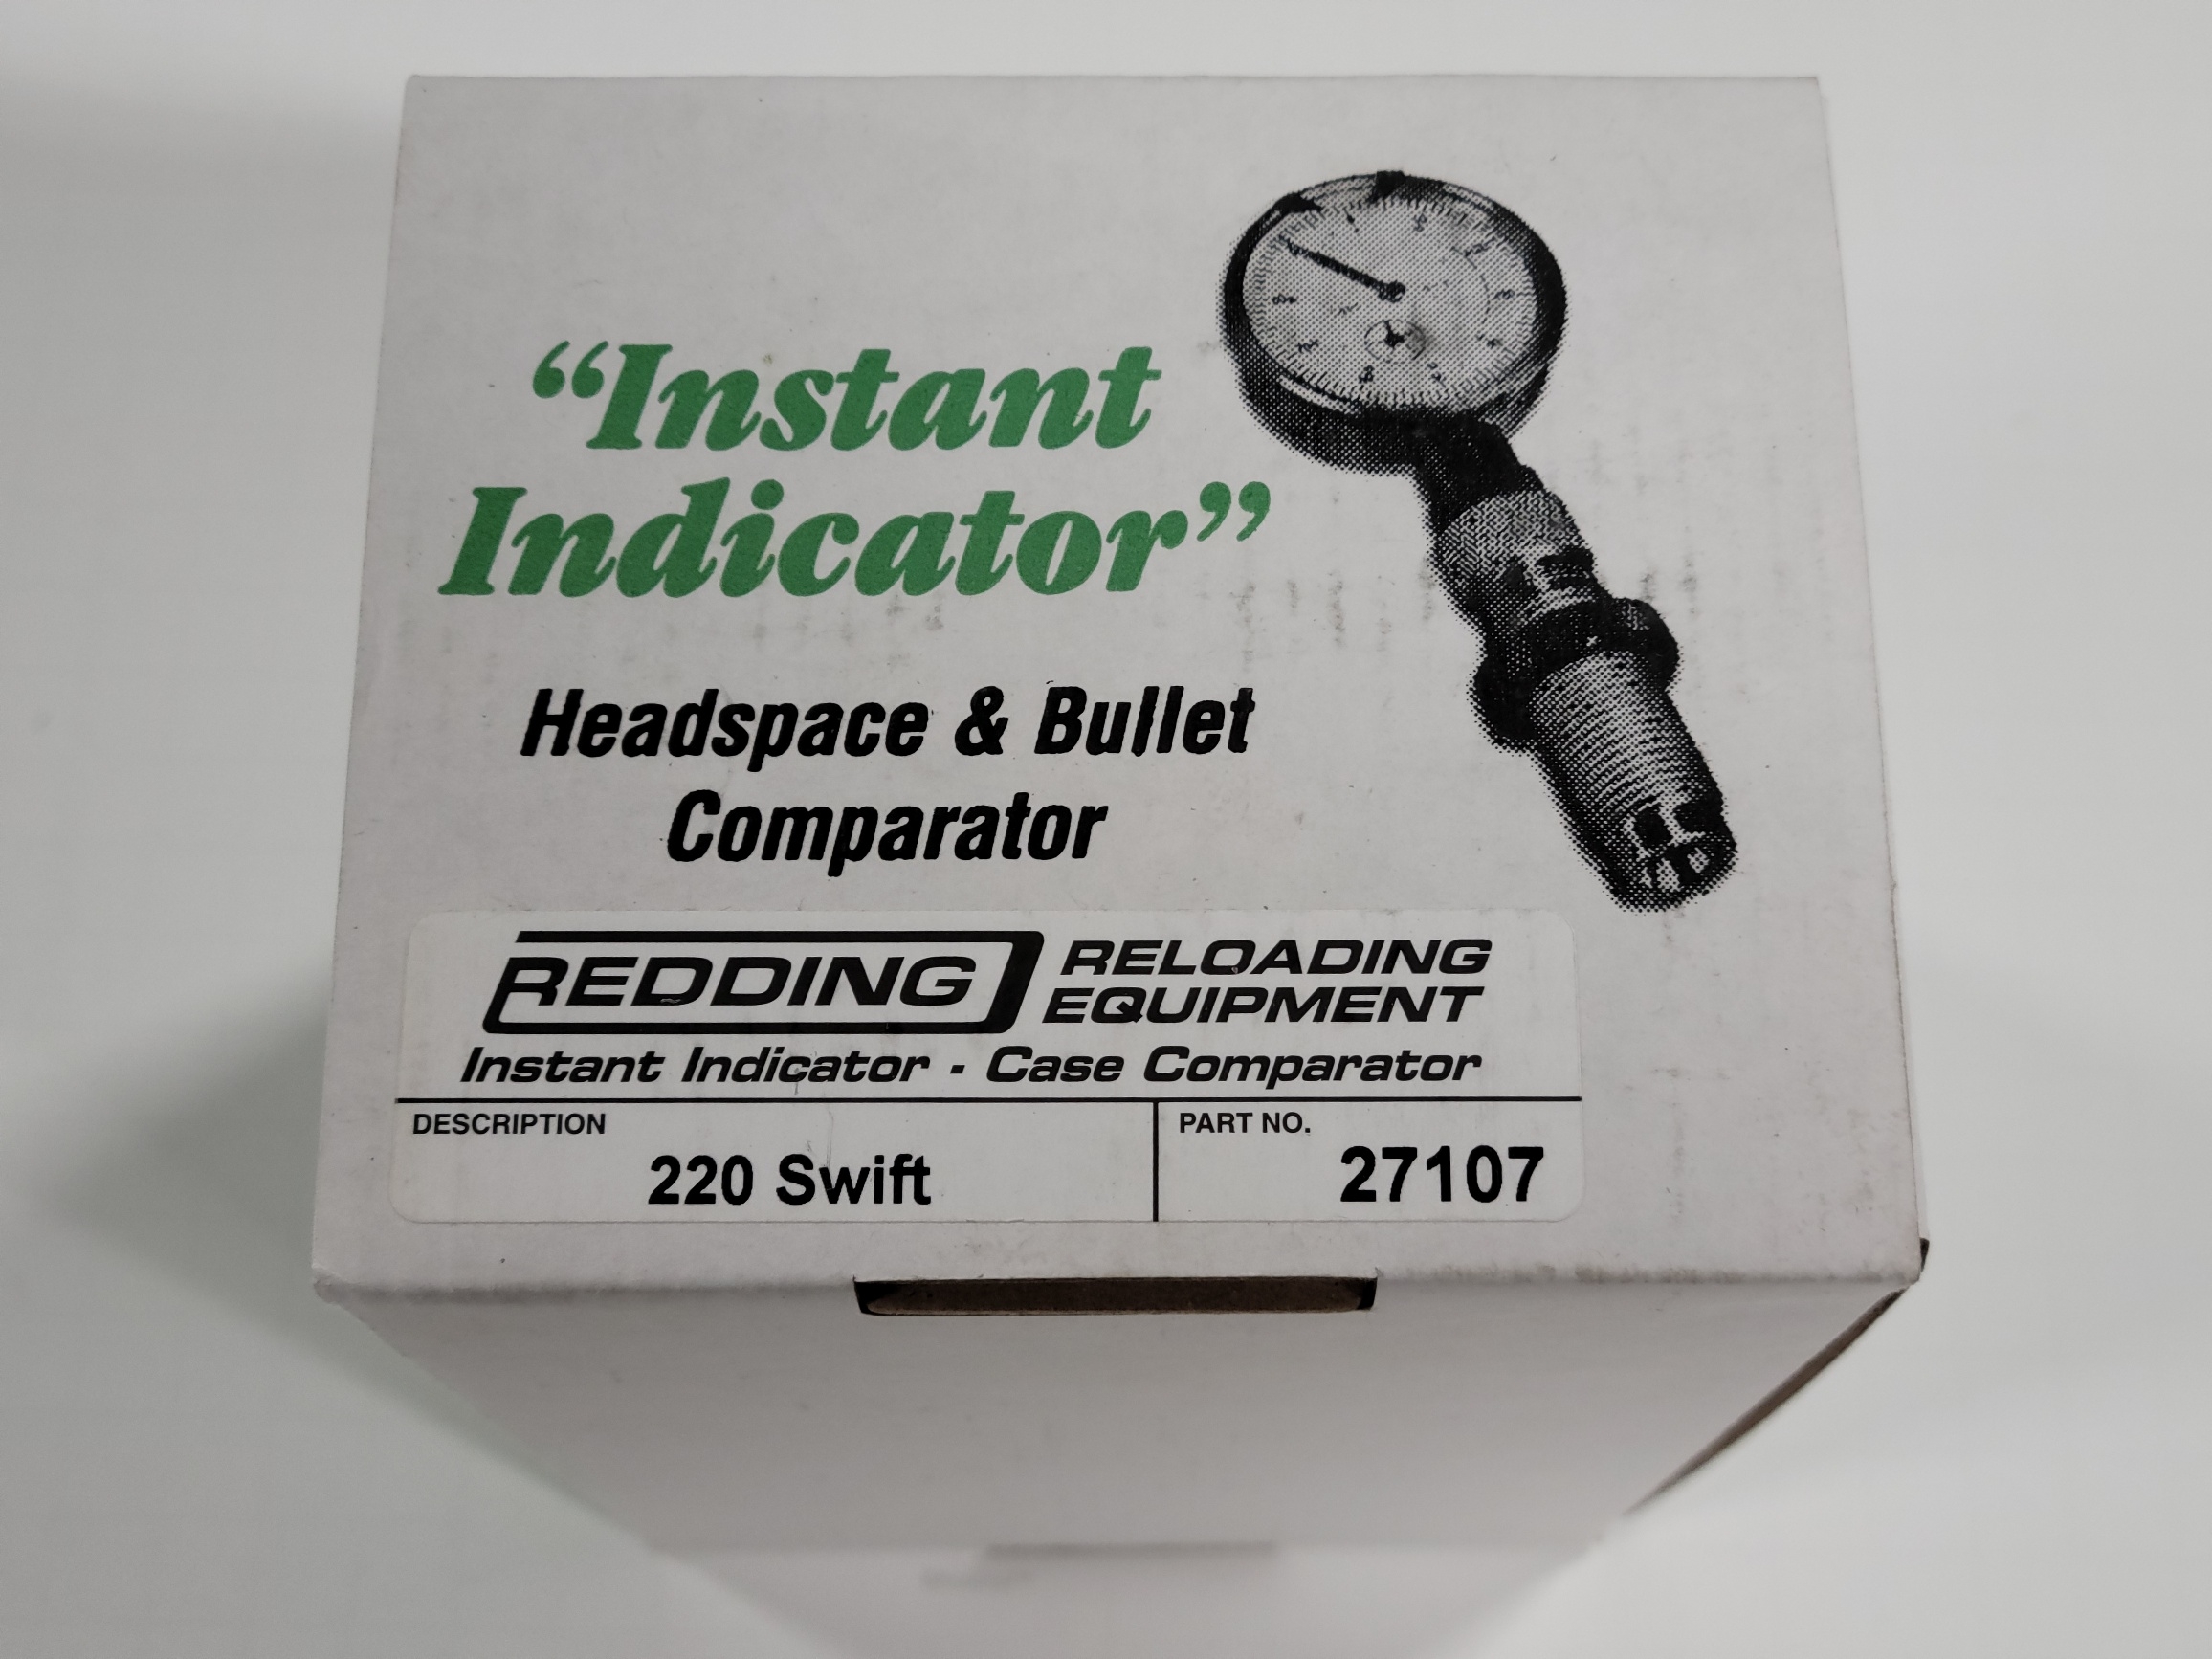 “Instant
Indicator”
Headspace & Bullet
Comparator
REDDING RELOADING
EQUIPMENT
Instant Indicator - Case Comparator
DESCRIPTION
220 Swift
PART NO.
27107